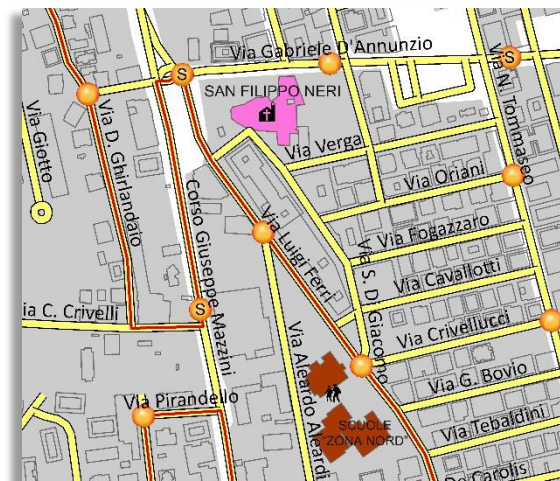 Via Gabriele D'Annunzio
S
S
SAN FILIPPO NERI
Via N. Tommaseo
Via Giotto
Via D. Ghirlandaio
Via Verga
Via Oriani
Corso Giuseppe Mazzini
Via Luigi Ferri
Via Fogazzaro
Via S. Di Giacomo
Via Cavallotti
S
ia C. Crivelli
Via Crivellucci
Via Aleardo Aleardi
Via G. Bovio
Via Pirandello
SCUOLE
"ZONA NORD"
Via Tebaldini
De Carolis